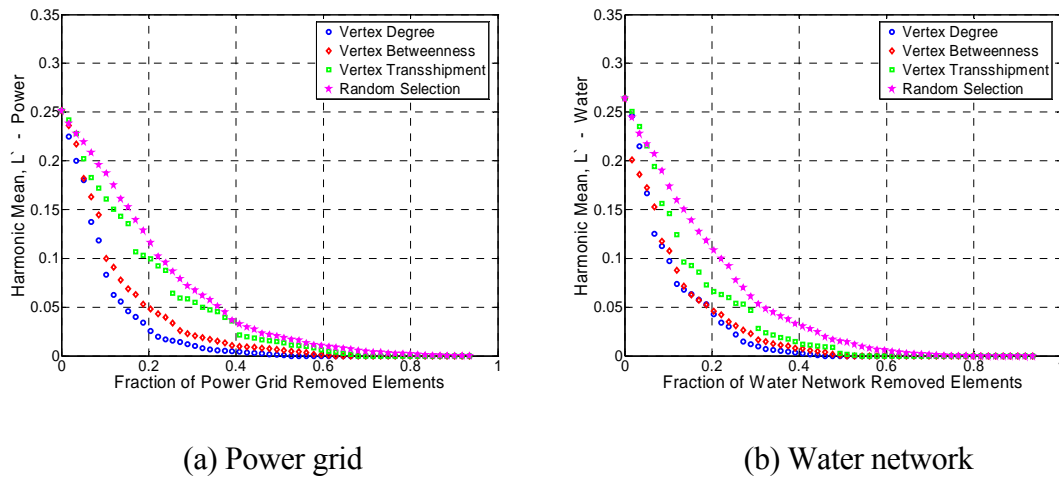 0.35
0.3
0.25
0.2
0.15
0.1
0.05
0
Harmonic Mean, L` - Power
Vertex Degree
Vertex Betweenness
Vertex Transshipment
Random Selection
0 0.2 0.4 0.6 0.8 1
Fraction of Power Grid Removed Elements
(a) Power grid
0.35
0.3
0.25
0.2
0.15
0.1
0.05
0
Harmonic Mean, L` - Water
Vertex Degree
Vertex Betweenness
Vertex Transshipment
Random Selection
0 0.2 0.4 0.6 0.8 1
Fraction of Water Network Removed Elements
(b) Water network